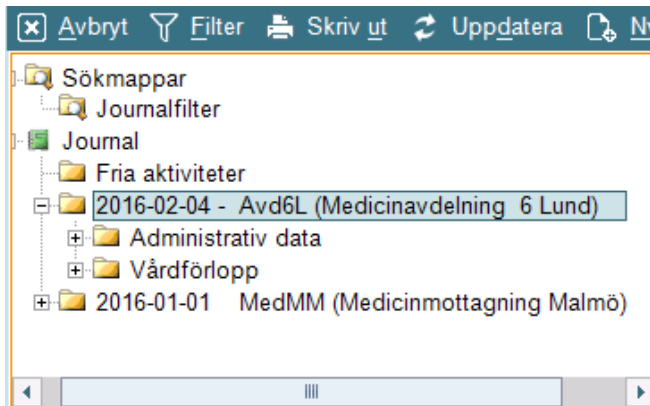 Avbryt Filter Skriv ut Uppdatera
Sökmappar
Journalfilter
Journal
Fria aktiviteter
2016-02-04 - Avd6L (Medicinavdelning 6 Lund)
Administrativ data
Vårdförlopp
2016-01-01 MedMM (Medicinmottagning Malmö)